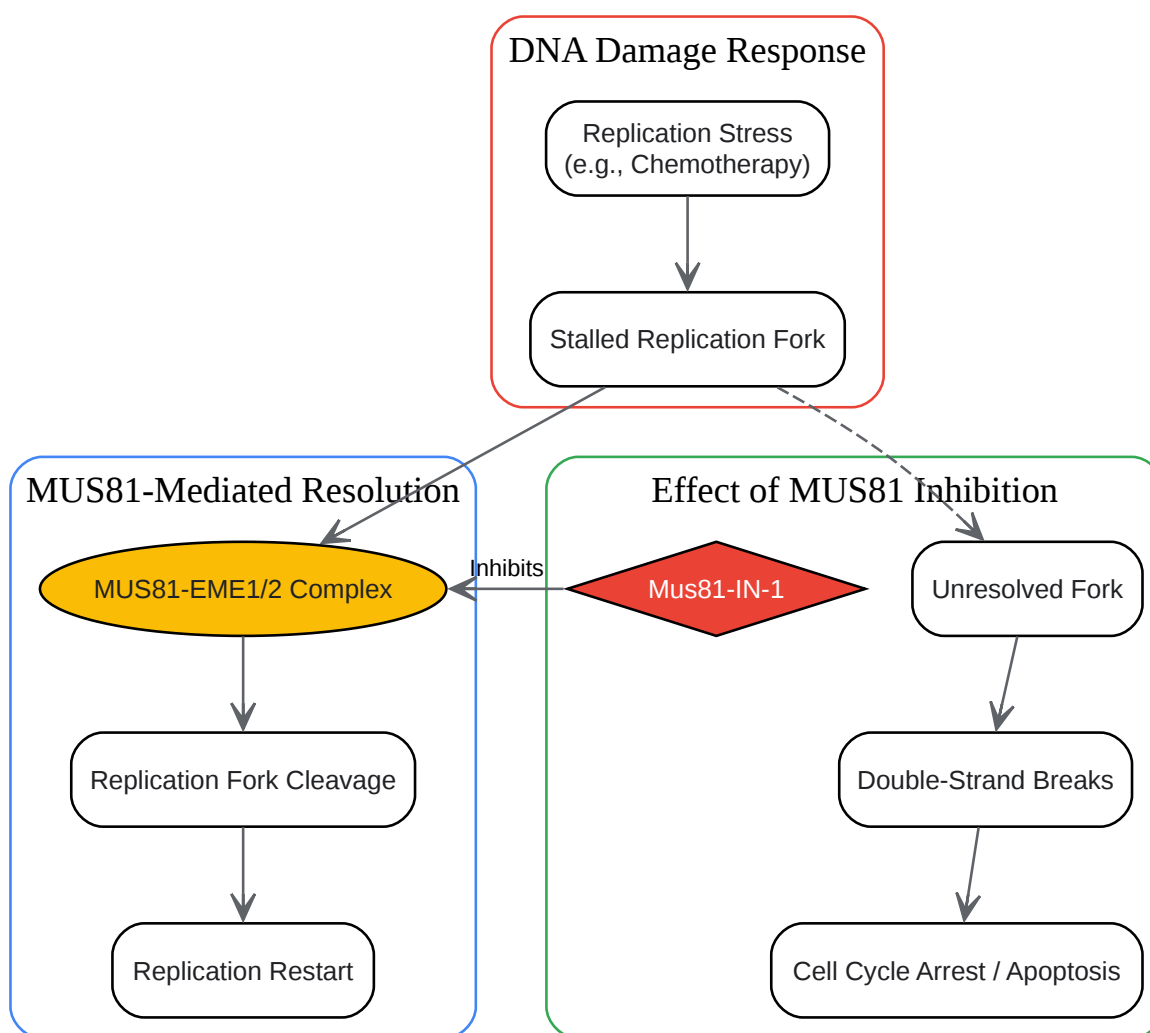 DNA Damage Response
Replication Stress
(e.g., Chemotherapy)
Stalled Replication Fork
MUS81-Mediated Resolution
Effect of MUS81 Inhibition
MUS81-EME1/2 Complex
Inhibits
Mus81-IN-1
Unresolved Fork
Replication Fork Cleavage
Double-Strand Breaks
Replication Restart
Cell Cycle Arrest / Apoptosis